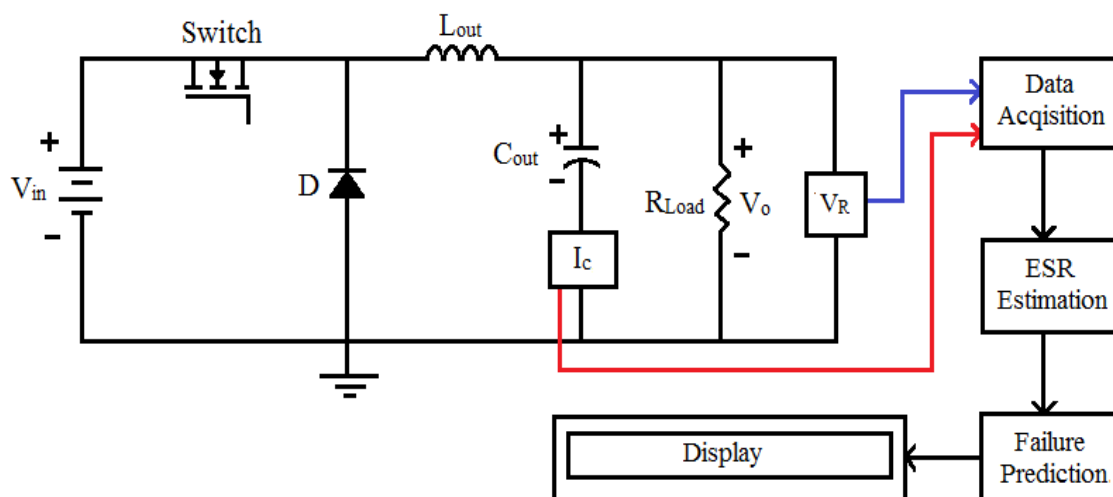 Switch
Lout
Data
Acqisition
+
Vin
-
D
+
Cout
-
Ic
RLoad
+
Vo
-
VR
ESR
Estimation
Display
Failure
Prediction